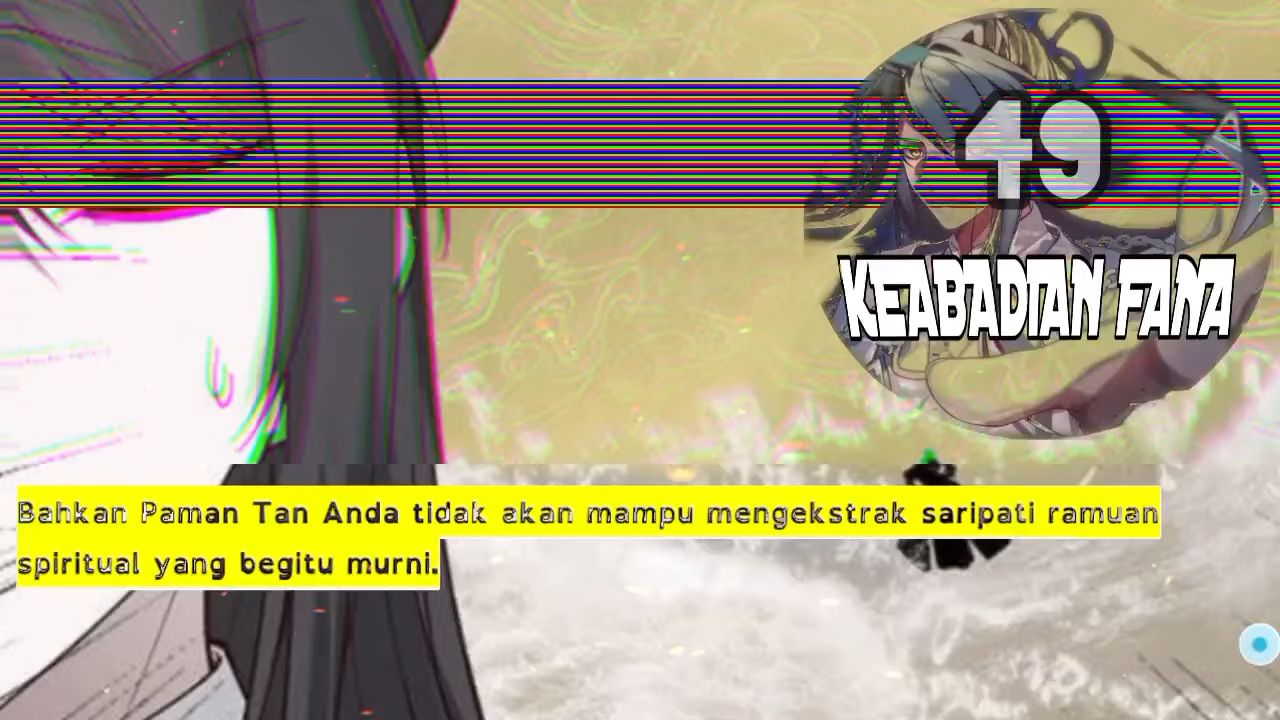 49
KEABADIAN FANA
Bahkan Paman Tan Anda tidak akan mampu mengekstrak saripati ramuan
spiritual yang begitu murni.